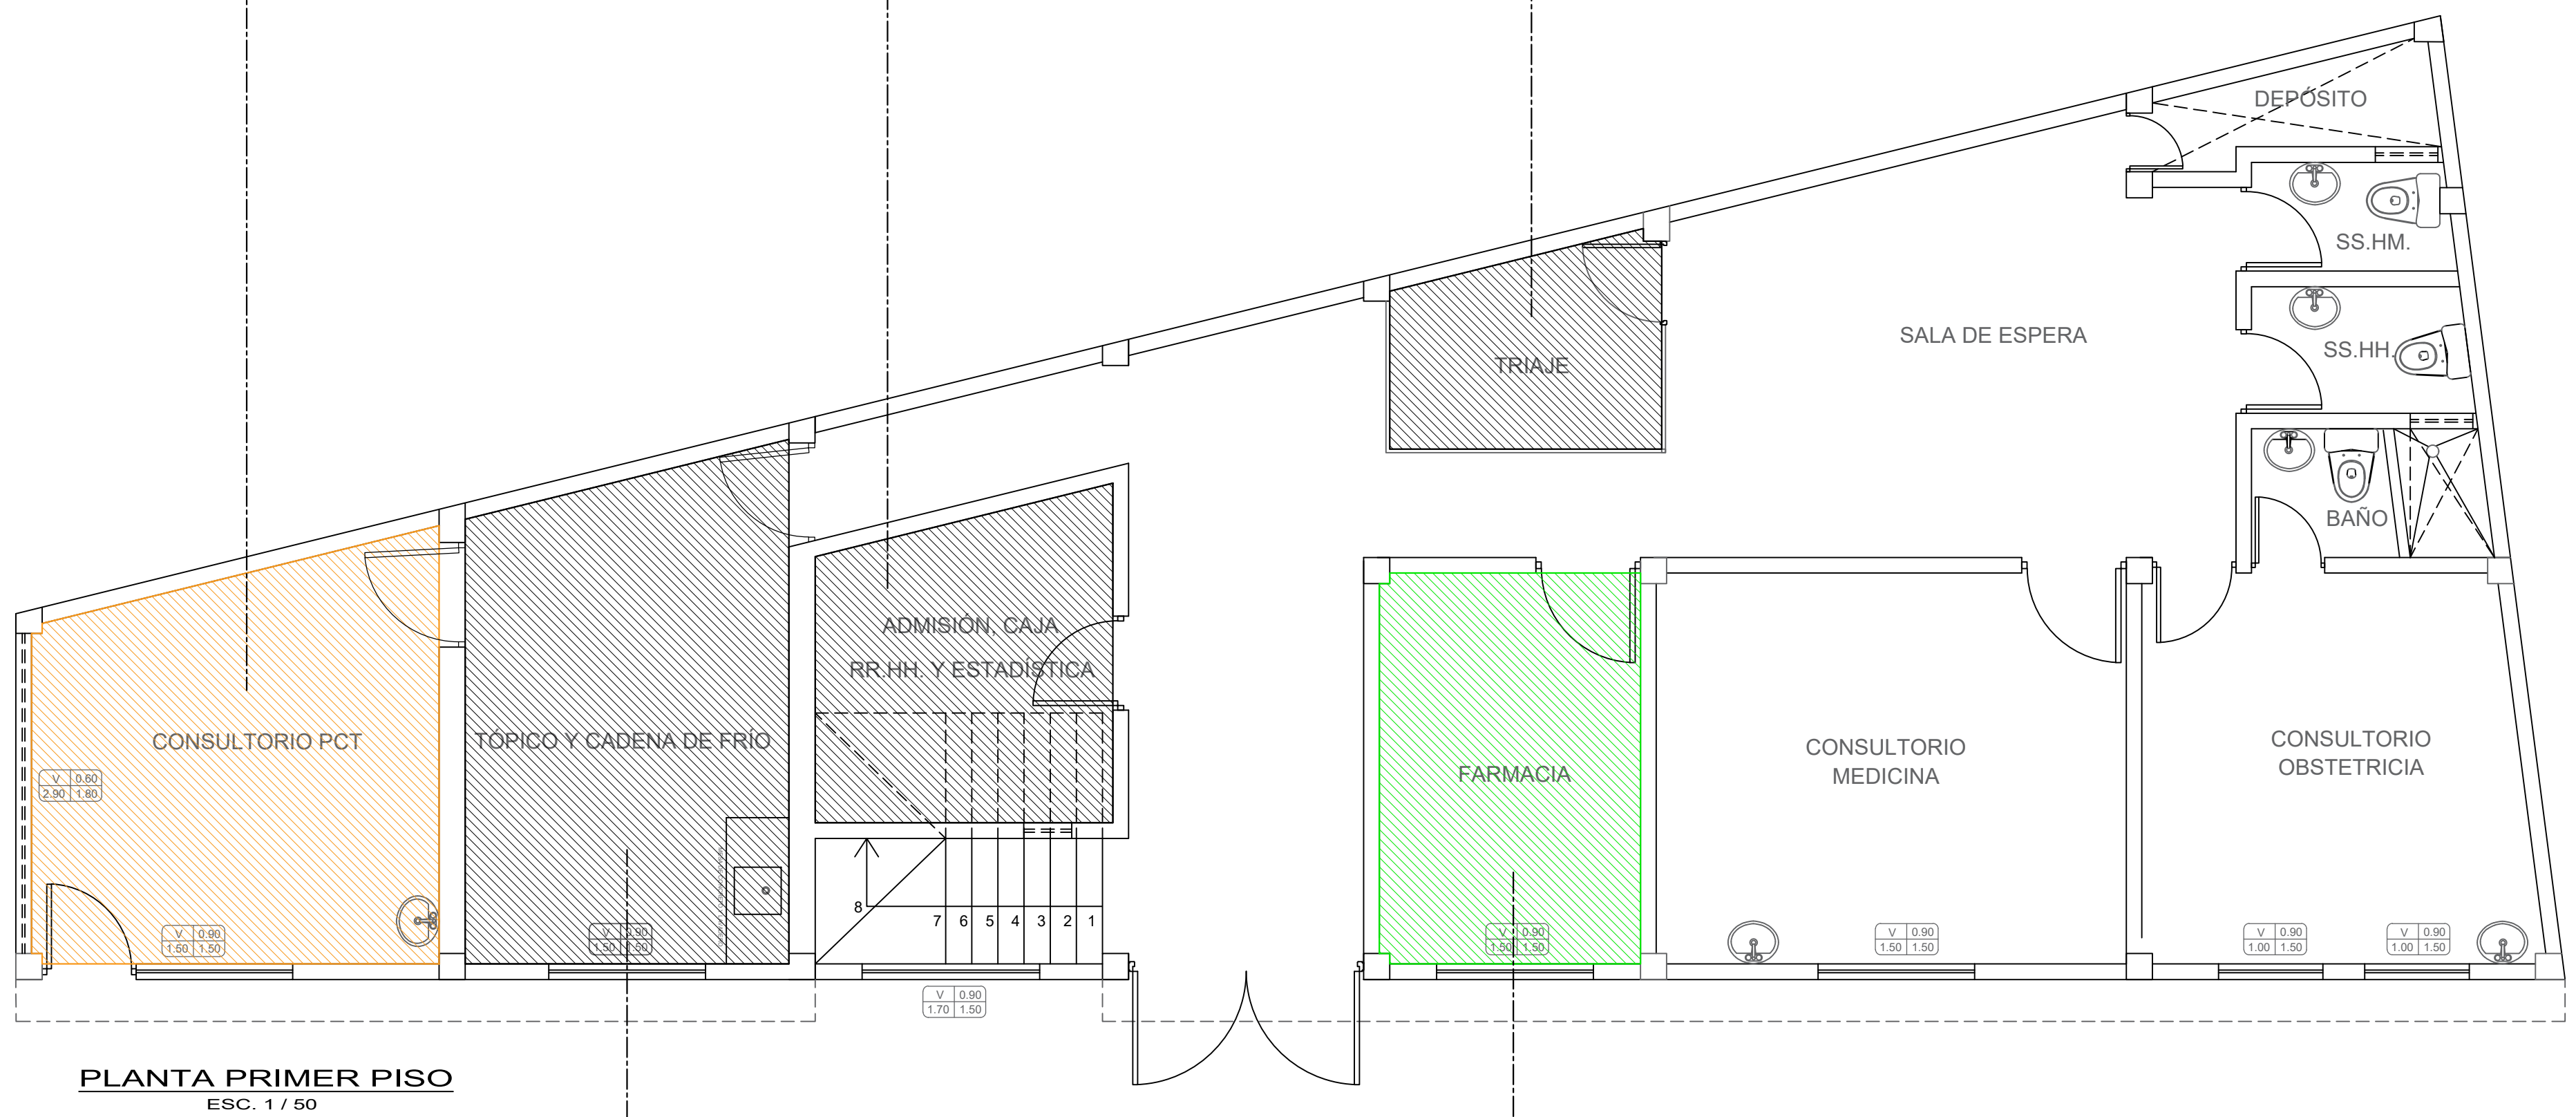 DEPÓSITO
SS.HM.
SALA DE ESPERA
SS.HH.
TRIAJE
BAÑO
ADMISIÓN, CAJA
RR.HH. Y ESTADÍSTICA
CONSULTORIO PCT
TÓPICO Y CADENA DE FRÍO
FARMACIA
CONSULTORIO
MEDICINA
CONSULTORIO
OBSTETRICIA
V 0.60
2.90 1.80
8 7 6 5 4 3 2 1
V 0.90
1.50 1.50
V 0.90
1.50 1.50
V 0.90
1.50 1.50
V 0.90
1.50 1.50
V 0.90
1.00 1.50
V 0.90
1.00 1.50
V 0.90
1.70 1.50
PLANTA PRIMER PISO
ESC. 1 / 50